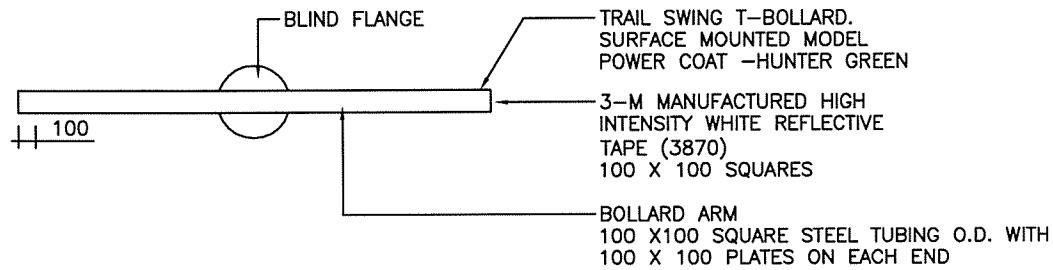 BLIND FLANGE
TRAIL SWING T-BOLLARD.
SURFACE MOUNTED MODEL
POWER COAT -HUNTER GREEN
3-M MANUFACTURED HIGH
INTENSITY WHITE REFLECTIVE
TAPE (3870)
100 X 100 SQUARES
100
BOLLARD ARM
100 X100 SQUARE STEEL TUBING O.D. WITH
100 X 100 PLATES ON EACH END